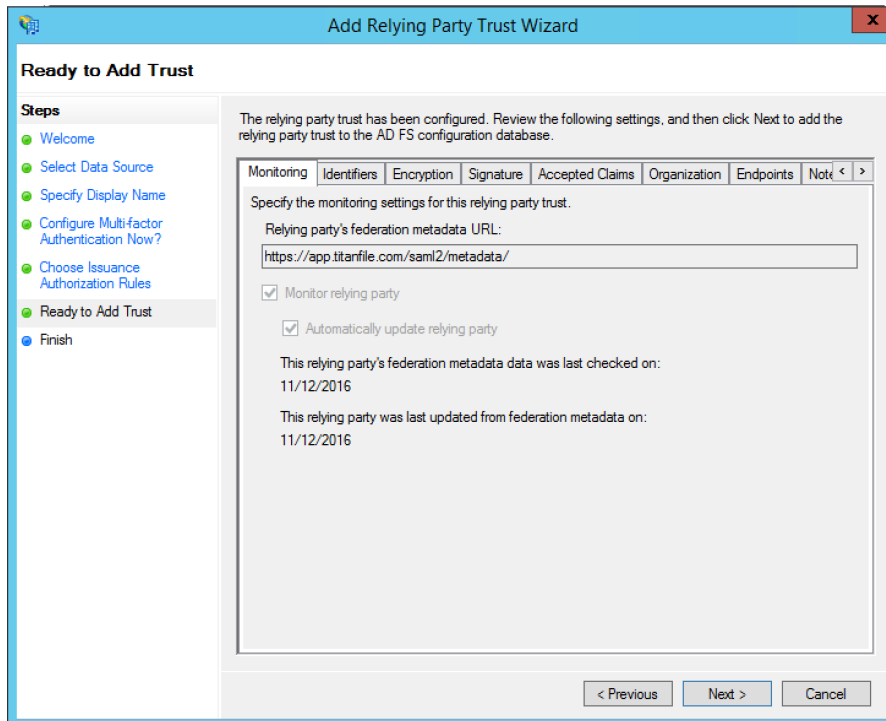 Add Relying Party Trust Wizard
x
Ready to Add Trust
Steps
Welcome
Select Data Source
Specify Display Name
Configure Multi-factor
Authentication Now?
Choose Issuance
Authorization Rules
Ready to Add Trust
Finish
The relying party trust has been configured. Review the following settings, and then click Next to add the
relying party trust to the AD FS configuration database.
Monitoring Identifiers Encryption Signature Accepted Claims Organization Endpoints Note < >
Specify the monitoring settings for this relying party trust.
Relying party's federation metadata URL:
https://app.titanfile.com/saml2/metadata/
Monitor relying party
Automatically update relying party
This relying party's federation metadata data was last checked on:
11/12/2016
This relying party was last updated from federation metadata on:
11/12/2016
< Previous Next > Cancel